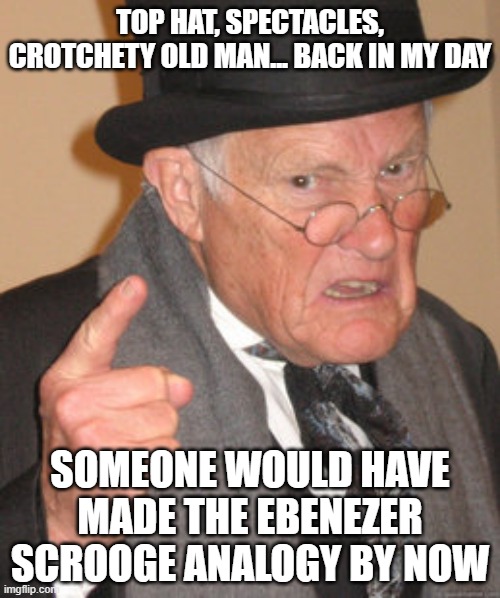 TOP HAT, SPECTACLES,
CROTCHETY OLD MAN... BACK IN MY DAY
SOMEONE WOULD HAVE
MADE THE EBENEZER
SCROOGE ANALOGY BY NOW
imgflip.com